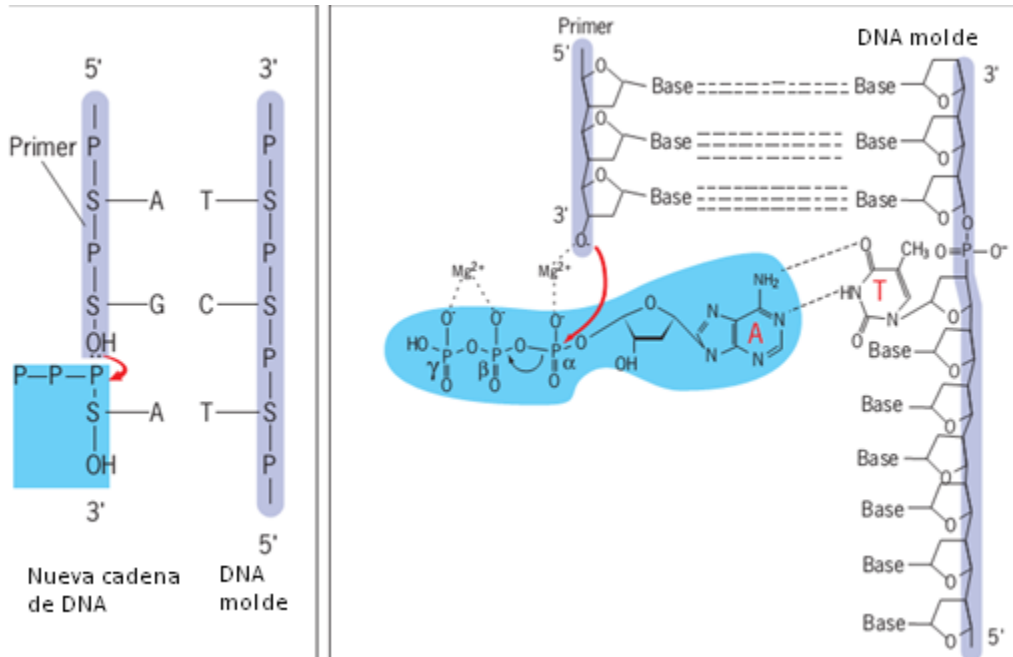 5' 3'
Primer
P P
S A T S
P P
S G C S
OH
P P P P
S A T S
OH P
3'
5'
Nueva cadena
de DNA
DNA
molde
Primer
DNA molde
5' 3'
O Base Base O
O Base Base O
O Base Base O
3' O
O⁻ O=P-O⁻
Mg²⁺ Mg²⁺
O CH₃
NH₂
HN T
O⁻ O⁻ O⁻ O N O N O
HO P O P O P O N N A
γ β α N N
O O O OH
Base O
Base O
Base O
Base O
Base O
Base O
5'